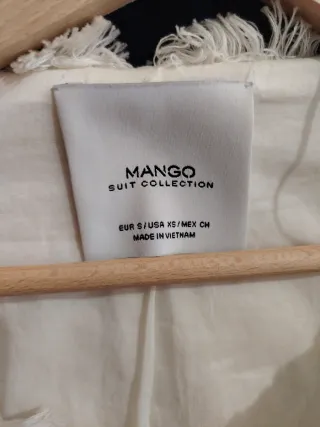 MANGO
SUIT COLLECTION
EUR S / USA XS / MEX CH
MADE IN VIETNAM